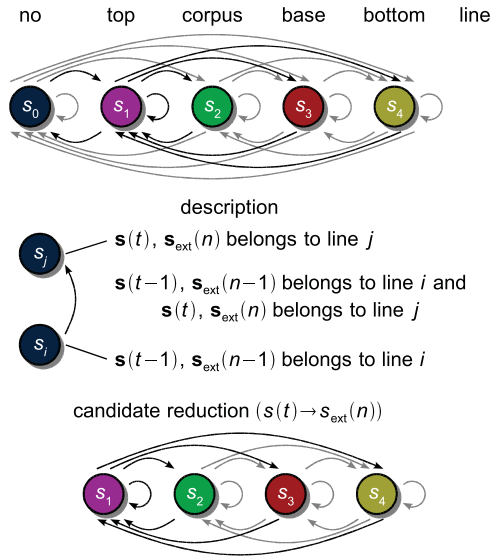 no top corpus base bottom line
s0 s1 s2 s3 s4
description
sj s(t), sext(n) belongs to line j
s(t−1), sext(n−1) belongs to line i and
s(t), sext(n) belongs to line j
si s(t−1), sext(n−1) belongs to line i
candidate reduction (s(t)→sext(n))
s1 s2 s3 s4